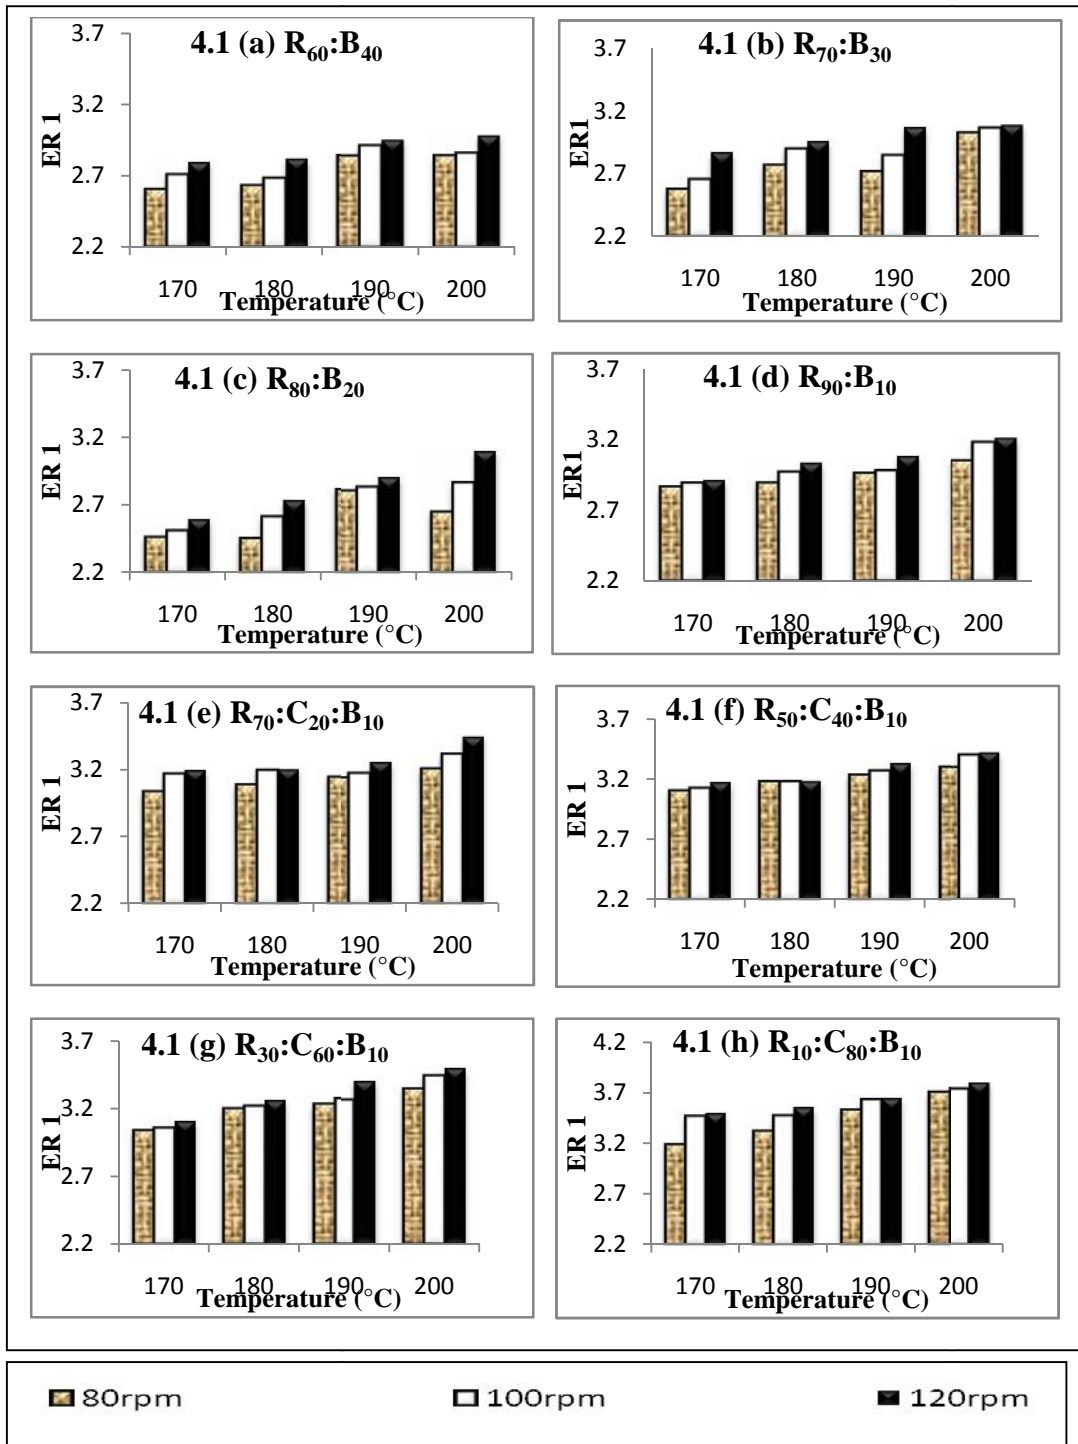 4.1 (a) R60:B40
3.7
3.2
2.7
2.2
ER 1
170 180 190 200
Temperature (°C)
4.1 (b) R70:B30
3.7
3.2
2.7
2.2
ER1
170 180 190 200
Temperature (°C)
4.1 (c) R80:B20
3.7
3.2
2.7
2.2
ER 1
170 180 190 200
Temperature (°C)
4.1 (d) R90:B10
3.7
3.2
2.7
2.2
ER1
170 180 190 200
Temperature (°C)
4.1 (e) R70:C20:B10
3.7
3.2
2.7
2.2
ER 1
170 180 190 200
Temperature (°C)
4.1 (f) R50:C40:B10
3.7
3.2
2.7
2.2
ER 1
170 180 190 200
Temperature (°C)
4.1 (g) R30:C60:B10
3.7
3.2
2.7
2.2
ER 1
170 180 190 200
Temperature (°C)
4.1 (h) R10:C80:B10
4.2
3.7
3.2
2.7
2.2
ER 1
170 180 190 200
Temperature (°C)
80rpm 100rpm 120rpm